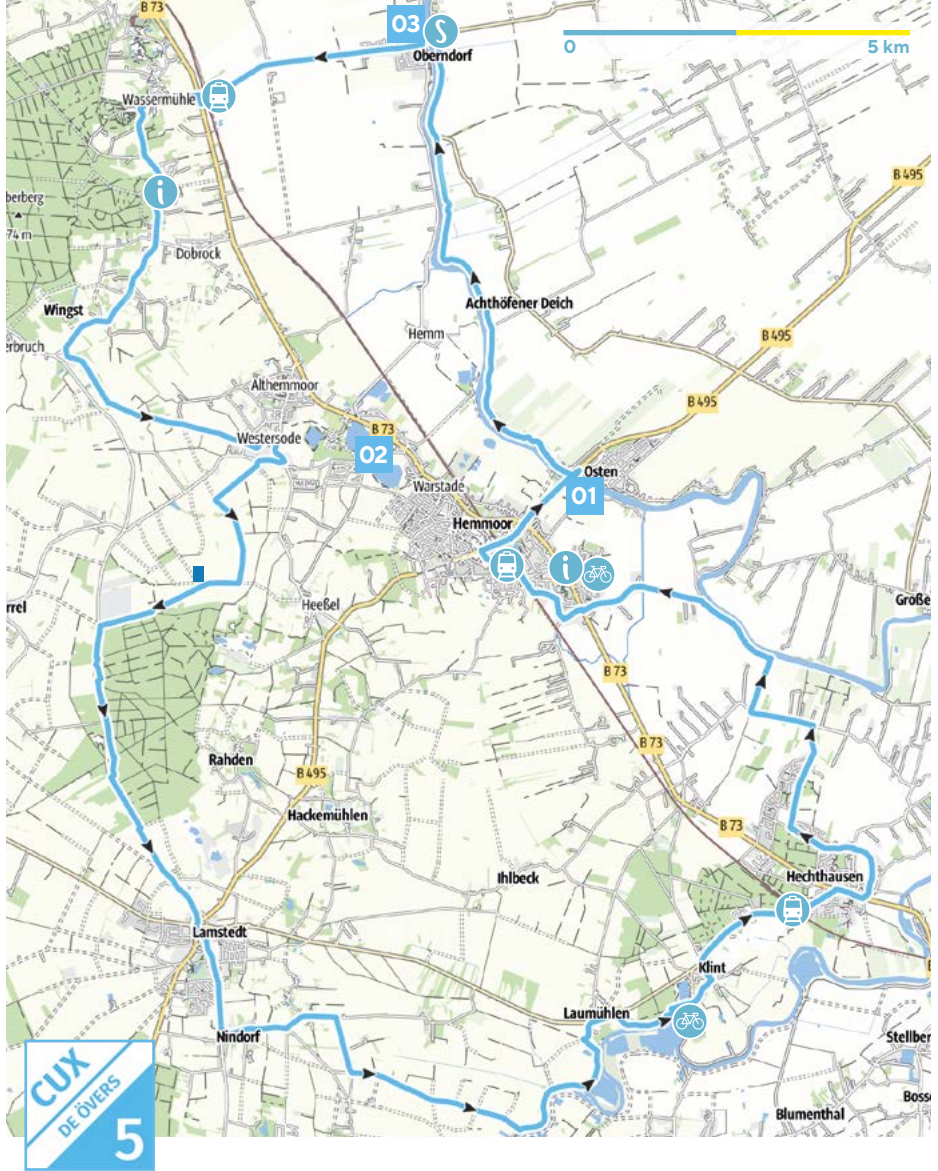 B 73
03
Oberndorf
0
5 km
Wassermühle
B 495
berberg
74 m
Dobrock
Wingst
Achthöfener Deich
B 495
erbruch
Hemm
Althemmoor
B 495
B 73
Westersode
02
Osten
01
Warstade
Hemmoor
rrel
Heeßel
Große
B 73
Rahden
B 73
B 495
Hackemühlen
B 73
Ihlbeck
Hechthausen
Lamstedt
Klint
Laumühlen
Nindorf
Stellber
Bosse
Blumenthal
CUX
DE ÖVERS
5